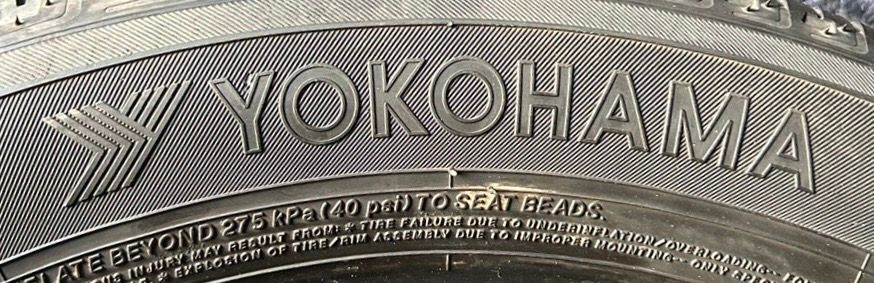 YOKOHAMA
BEYOND 275 kPa (40 psi) TO SEAT BEADS.
INJURY MAY RESULT FROM: * TIRE FAILURE DUE TO UNDERINFLATION/OVERLOADING--
* EXPLOSION OF TIRE/RIM ASSEMBLY DUE TO IMPROPER MOUNTING-- ONLY